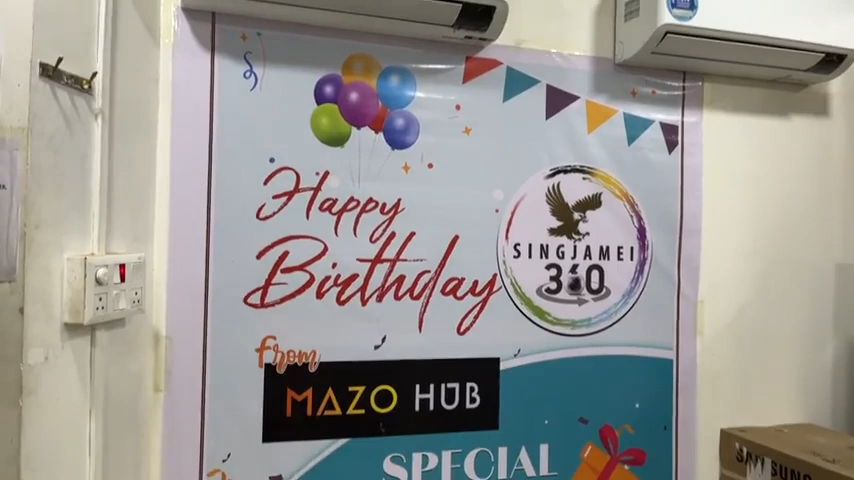 Happy
Birthday
SINGJAMEI
360
From
MAZO HUB
SPECIAL
SAMSUNG